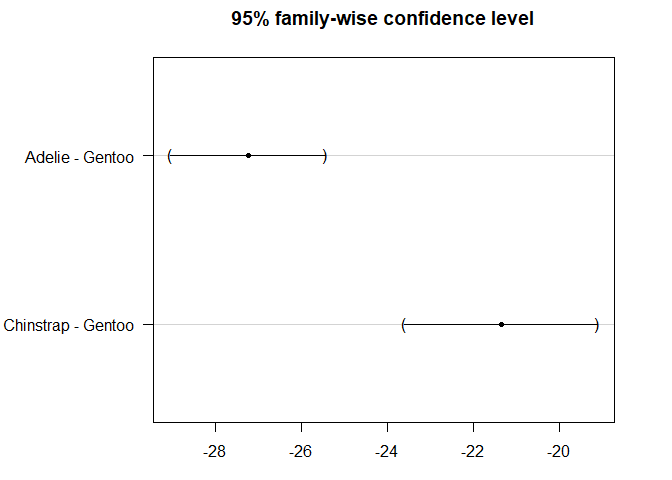 95% family-wise confidence level
Adelie - Gentoo
Chinstrap - Gentoo
-28 -26 -24 -22 -20